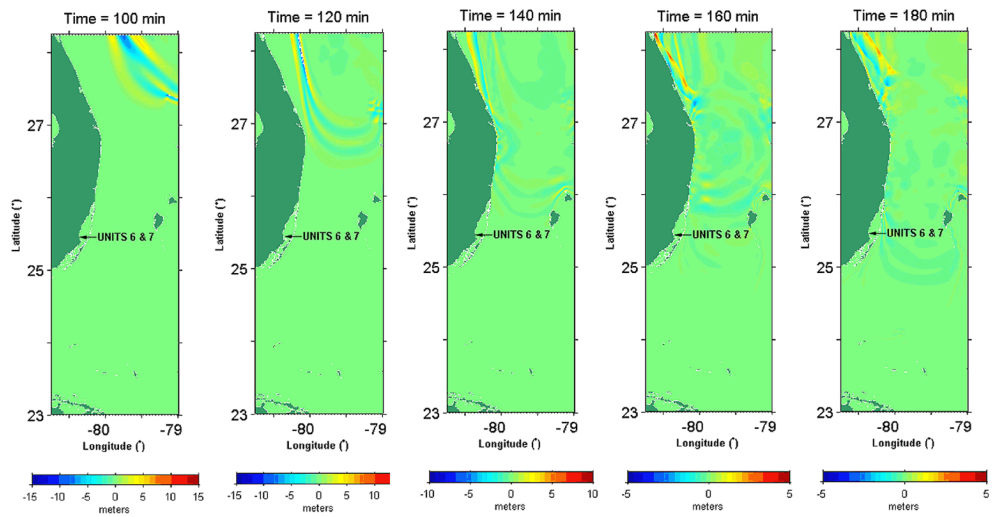 Time = 100 min
Time = 120 min
Time = 140 min
Time = 160 min
Time = 180 min
27
25
23
Latitude (°)
UNITS 6 & 7
-80
-79
Longitude (°)
27
25
23
Latitude (°)
UNITS 6 & 7
-80
-79
Longitude (°)
27
25
23
Latitude (°)
UNITS 6 & 7
-80
-79
Longitude (°)
27
25
23
Latitude (°)
UNITS 6 & 7
-80
-79
Longitude (°)
27
25
23
Latitude (°)
UNITS 6 & 7
-80
-79
Longitude (°)
-15 -10 -5 0 5 10 15
meters
-15 -10 -5 0 5 10
meters
-10 -5 0 5 10
meters
-5 0 5
meters
-5 0 5
meters